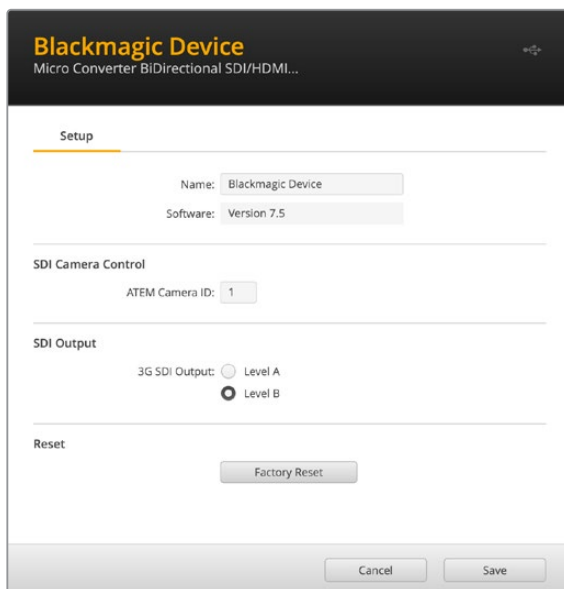 Blackmagic Device
Micro Converter BiDirectional SDI/HDMI...
Setup
Name: Blackmagic Device
Software: Version 7.5
SDI Camera Control
ATEM Camera ID: 1
SDI Output
3G SDI Output: Level A
Level B
Reset
Factory Reset
Cancel Save